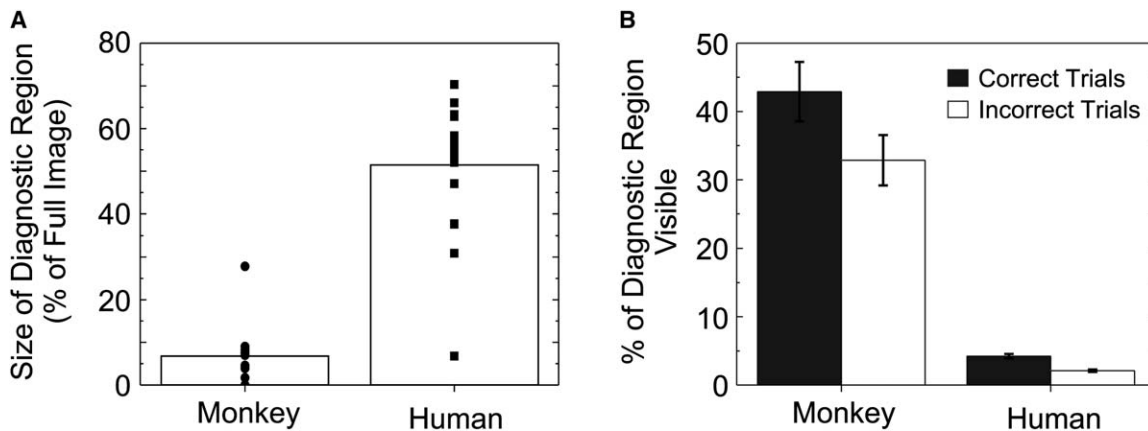 A
Size of Diagnostic Region
(% of Full Image)
80
60
40
20
0
Monkey
Human
B
% of Diagnostic Region
Visible
50
40
30
20
10
0
Correct Trials
Incorrect Trials
Monkey
Human